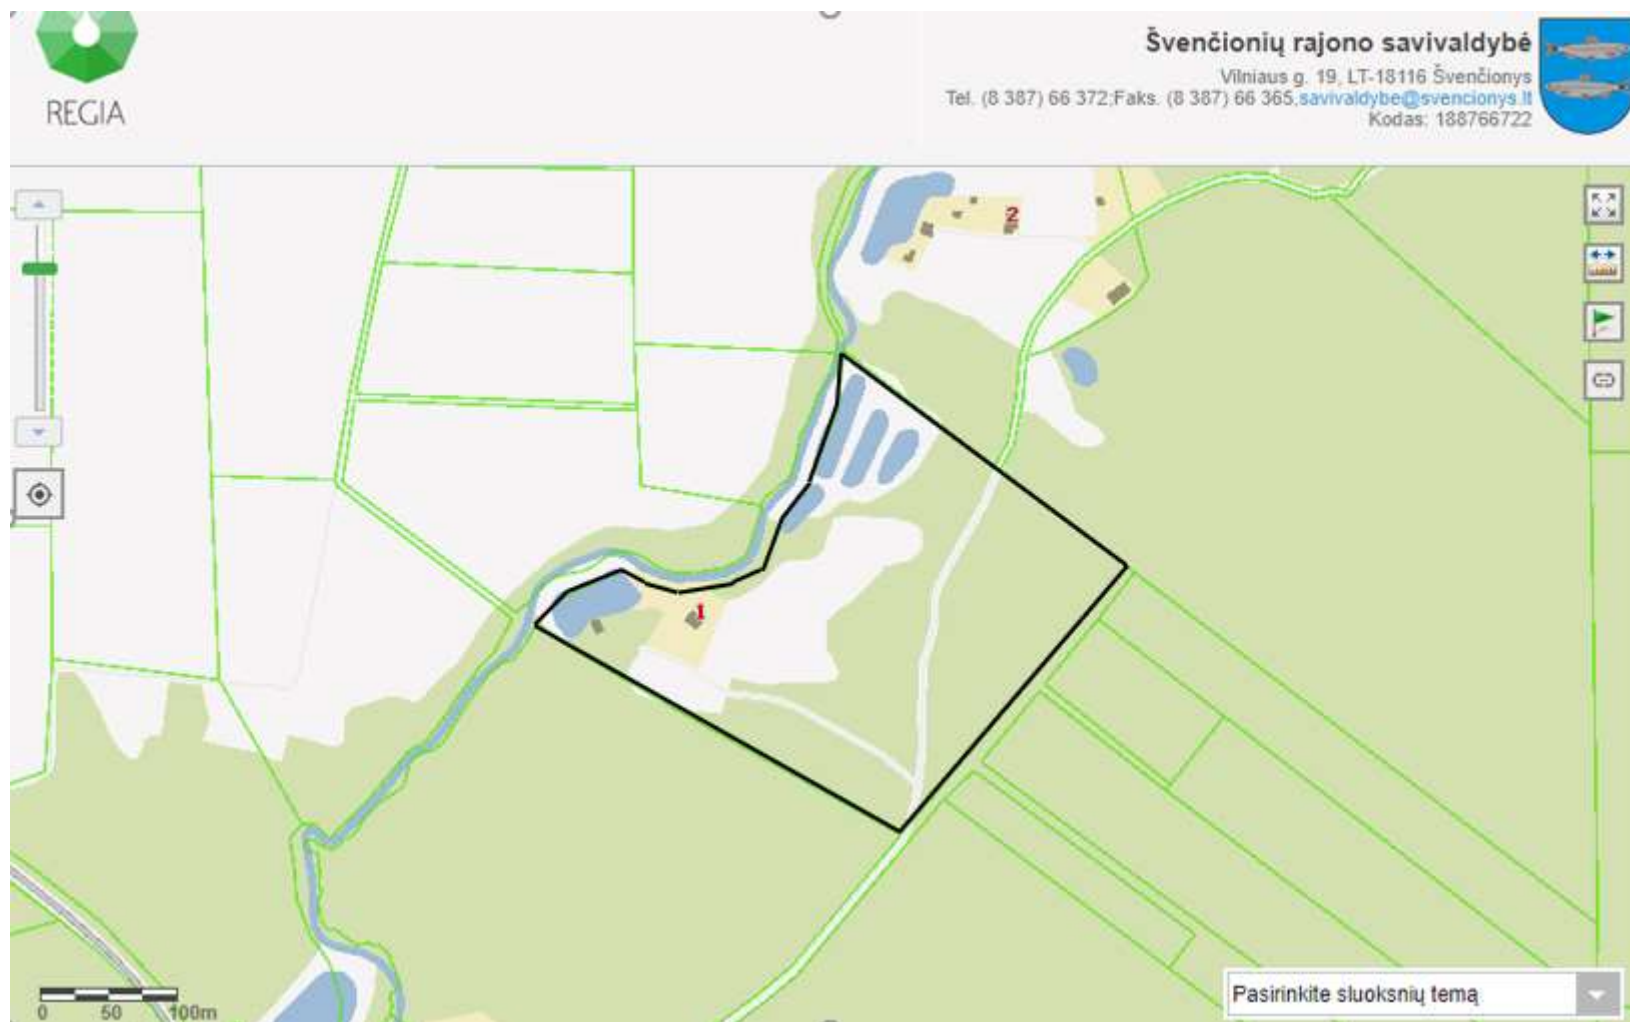 REGIA
Švenčionių rajono savivaldybė
Vilniaus g. 19, LT-18116 Švenčionys
Tel. (8 387) 66 372;Faks. (8 387) 66 365,savivaldybe@svencionys.lt
Kodas: 188766722
2
1
Pasirinkite sluoksnių temą
0 50 100m